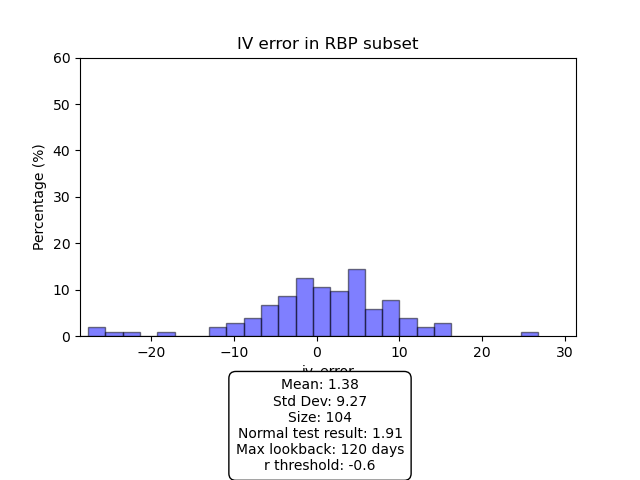 IV error in RBP subset
60
50
40
30
20
10
0
Percentage (%)
−20
−10
0
10
20
30
iv_error
Mean: 1.38
Std Dev: 9.27
Size: 104
Normal test result: 1.91
Max lookback: 120 days
r threshold: -0.6